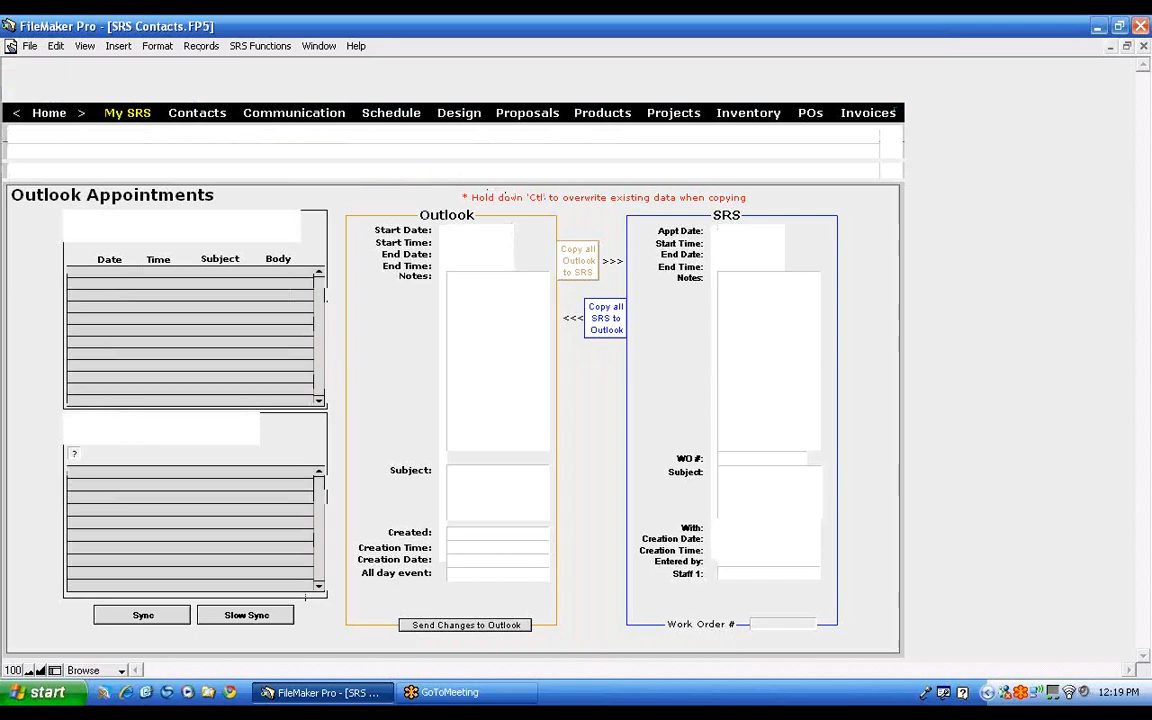 FileMaker Pro - [SRS Contacts.FP5]
File Edit View Insert Format Records SRS Functions Window Help
< Home > My SRS Contacts Communication Schedule Design Proposals Products Projects Inventory POs Invoices
Outlook Appointments
* Hold down 'Ctl' to overwrite existing data when copying
Date Time Subject Body
?
Sync Slow Sync
Outlook
Start Date:
Start Time:
End Date:
End Time:
Notes:
Subject:
Created:
Creation Time:
Creation Date:
All day event:
Send Changes to Outlook
Copy all
Outlook
to SRS
>>>
<<<
Copy all
SRS to
Outlook
SRS
Appt Date:
Start Time:
End Date:
End Time:
Notes:
WO #:
Subject:
With:
Creation Date:
Creation Time:
Entered by:
Staff 1:
Work Order #
100 Browse
start FileMaker Pro - [SRS ... GoToMeeting 12:19 PM